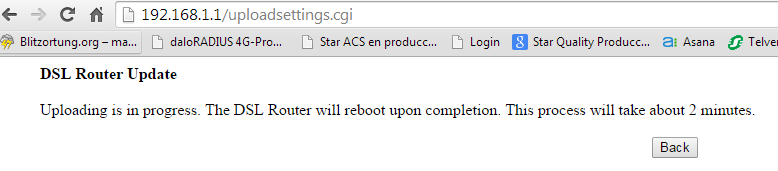 192.168.1.1/uploadsettings.cgi
Blitzortung.org – ma... daloRADIUS 4G-Pro... Star ACS en producc... Login Star Quality Producc... Asana Telver
DSL Router Update
Uploading is in progress. The DSL Router will reboot upon completion. This process will take about 2 minutes.
Back